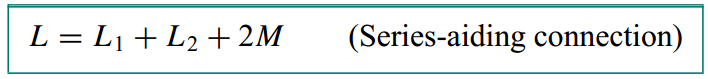 L = L₁ + L₂ + 2M (Series-aiding connection)